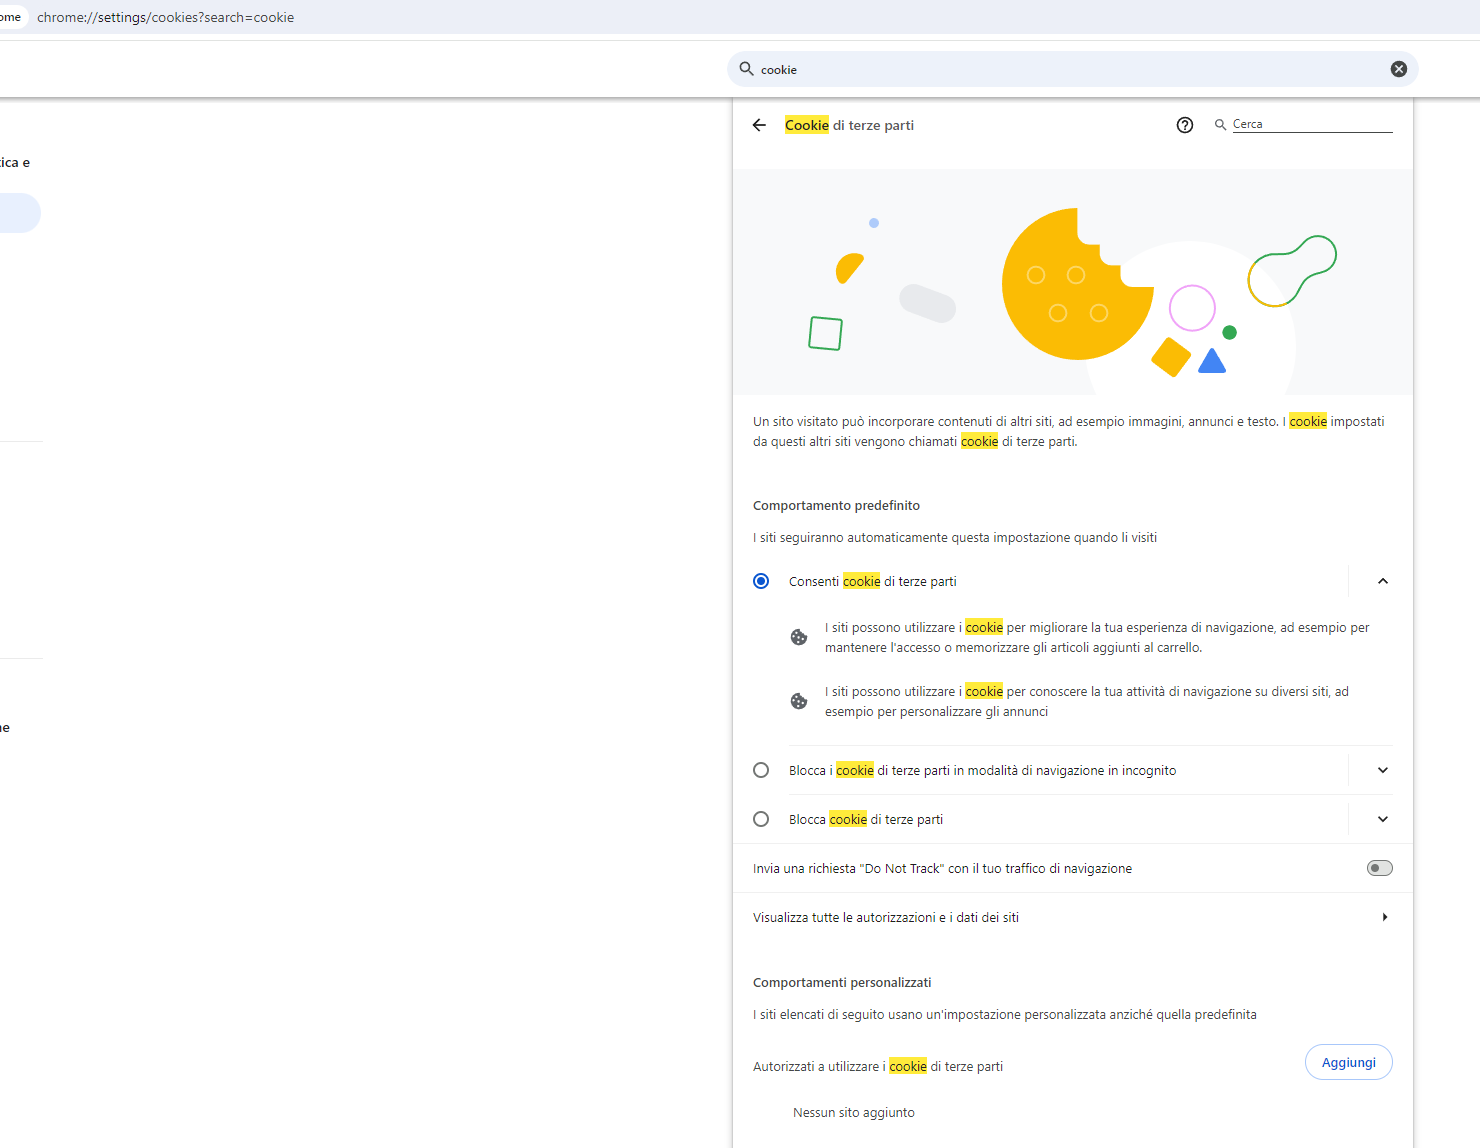 ome chrome://settings/cookies?search=cookie
cookie
Cookie di terze parti
Cerca
ica e
Un sito visitato può incorporare contenuti di altri siti, ad esempio immagini, annunci e testo. I cookie impostati
da questi altri siti vengono chiamati cookie di terze parti.
Comportamento predefinito
I siti seguiranno automaticamente questa impostazione quando li visiti
Consenti cookie di terze parti
I siti possono utilizzare i cookie per migliorare la tua esperienza di navigazione, ad esempio per
mantenere l'accesso o memorizzare gli articoli aggiunti al carrello.
I siti possono utilizzare i cookie per conoscere la tua attività di navigazione su diversi siti, ad
esempio per personalizzare gli annunci
ne
Blocca i cookie di terze parti in modalità di navigazione in incognito
Blocca cookie di terze parti
Invia una richiesta "Do Not Track" con il tuo traffico di navigazione
Visualizza tutte le autorizzazioni e i dati dei siti
Comportamenti personalizzati
I siti elencati di seguito usano un'impostazione personalizzata anziché quella predefinita
Autorizzati a utilizzare i cookie di terze parti
Aggiungi
Nessun sito aggiunto